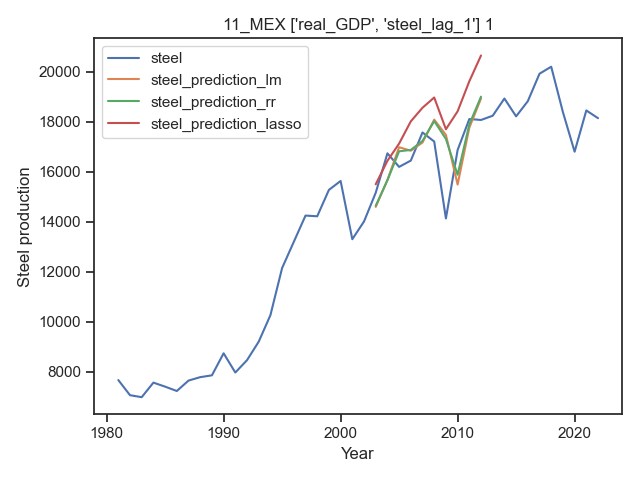 11_MEX ['real_GDP', 'steel_lag_1'] 1
steel
steel_prediction_lm
steel_prediction_rr
steel_prediction_lasso
20000
18000
16000
14000
12000
10000
8000
Steel production
1980
1990
2000
2010
2020
Year